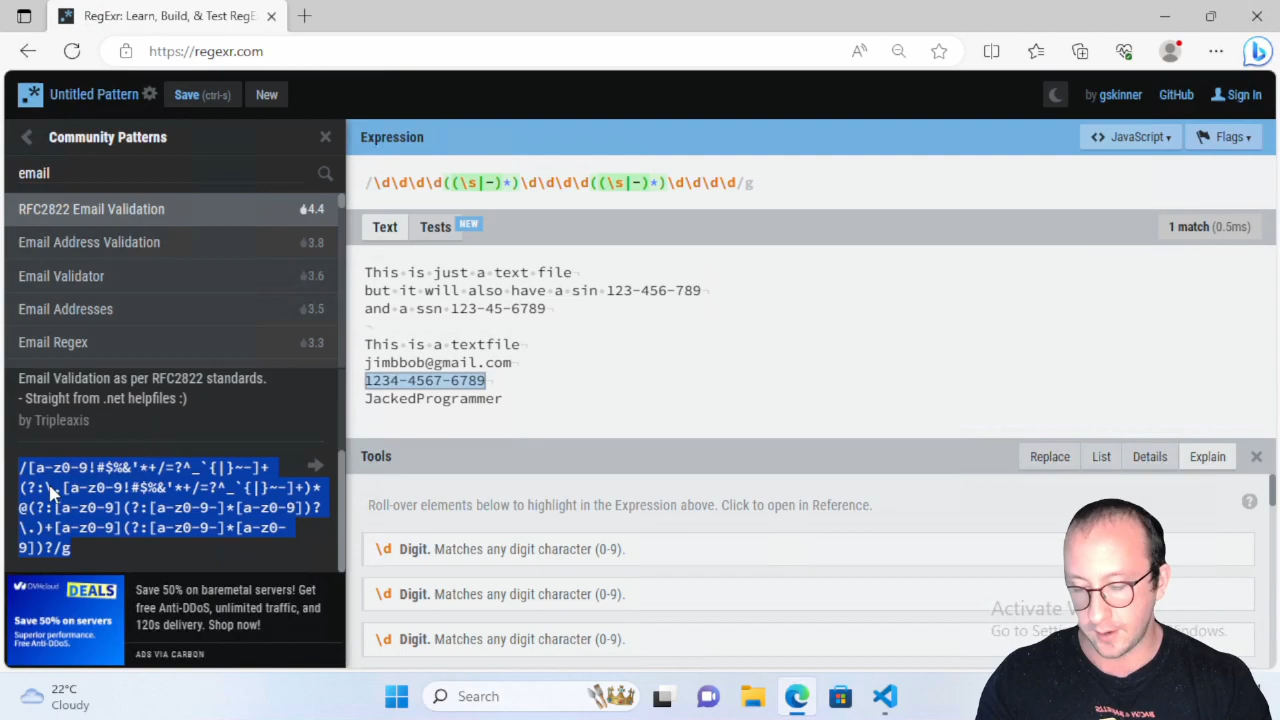 RegExr: Learn, Build, & Test RegE
https://regexr.com
Untitled Pattern
Save (ctrl-s)
New
by gskinner
GitHub
Sign In
Community Patterns
email
RFC2822 Email Validation
4.4
Email Address Validation
3.8
Email Validator
3.6
Email Addresses
3.5
Email Regex
3.3
Email Validation as per RFC2822 standards.
- Straight from .net helpfiles :)
by Tripleaxis
/[a-z0-9!#$%&'*+/=?^_`{|}~-]+
(?:\.[a-z0-9!#$%&'*+/=?^_`{|}~-]+)*
@(?:[a-z0-9](?:[a-z0-9-]*[a-z0-9])?
\.)+[a-z0-9](?:[a-z0-9-]*[a-z0-
9])?/g
OVHcloud
DEALS
Save 50% on servers
Superior performance.
Free Anti-DDoS.
Save 50% on baremetal servers! Get
free Anti-DDoS, unlimited traffic, and
120s delivery. Shop now!
ADS VIA CARBON
Expression
JavaScript
Flags
/\d\d\d\d((\s|-)*)\d\d\d\d((\s|-)*)\d\d\d\d/g
Text
Tests
NEW
1 match (0.5ms)
This is just a text file
but it will also have a sin 123-456-789
and a ssn 123-45-6789
This is a textfile
jimbbob@gmail.com
1234-4567-6789
JackedProgrammer
Tools
Replace
List
Details
Explain
Roll-over elements below to highlight in the Expression above. Click to open in Reference.
\d Digit. Matches any digit character (0-9).
\d Digit. Matches any digit character (0-9).
\d Digit. Matches any digit character (0-9).
Activate
Go to
22°C
Cloudy
Search